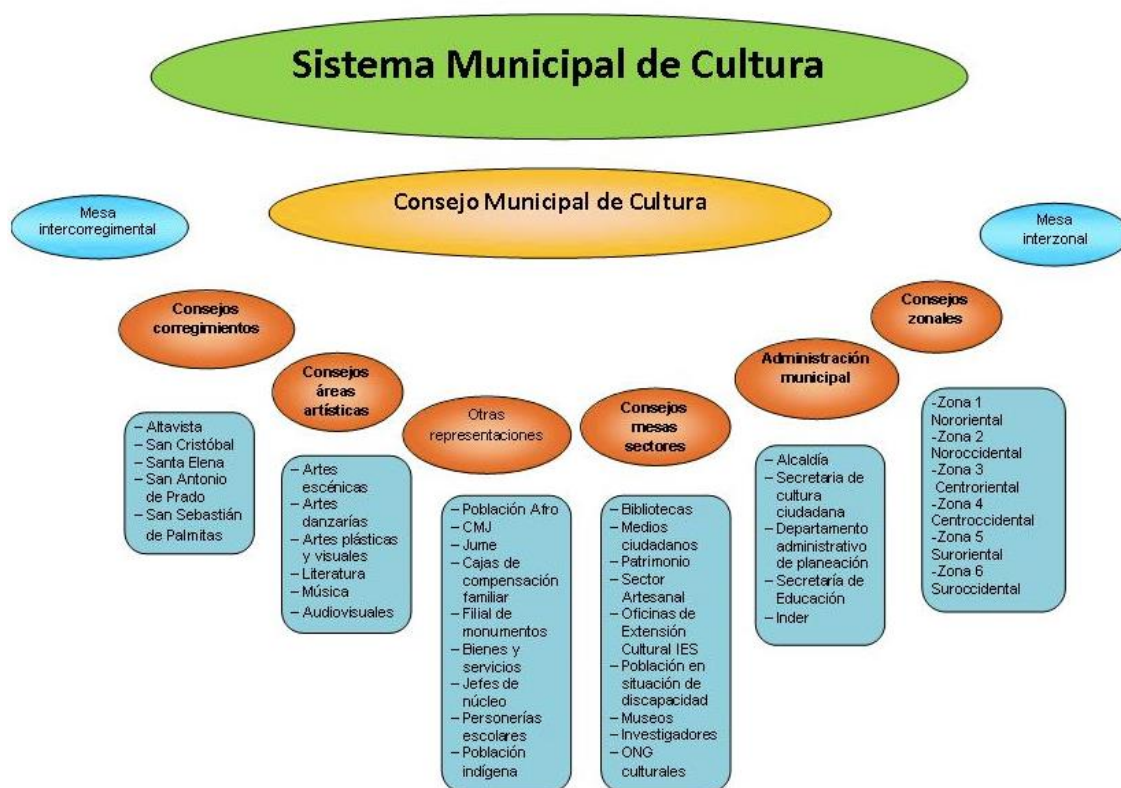 Sistema Municipal de Cultura
Consejo Municipal de Cultura
Mesa
intercorregimental
Mesa
interzonal
Consejos
corregimientos
Consejos
áreas
artísticas
Otras
representaciones
Consejos
mesas
sectores
Administración
municipal
Consejos
zonales
– Altavista
– San Cristóbal
– Santa Elena
– San Antonio
de Prado
– San Sebastián
de Palmitas
– Artes
escénicas
– Artes
danzarías
– Artes plásticas
y visuales
– Literatura
– Música
– Audiovisuales
– Población Afro
– CMJ
– Jume
– Cajas de
compensación
familiar
– Filial de
monumentos
– Bienes y
servicios
– Jefes de
núcleo
– Personerías
escolares
– Población
indígena
– Bibliotecas
– Medios
ciudadanos
– Patrimonio
– Sector
Artesanal
– Oficinas de
Extensión
Cultural IES
– Población en
situación de
discapacidad
– Museos
– Investigadores
– ONG
culturales
– Alcaldía
– Secretaria de
cultura
ciudadana
– Departamento
administrativo
de planeación
– Secretaría de
Educación
– Inder
-Zona 1
Nororiental
-Zona 2
Noroccidental
-Zona 3
Centroriental
-Zona 4
Centroccidental
-Zona 5
Suroriental
-Zona 6
Suroccidental